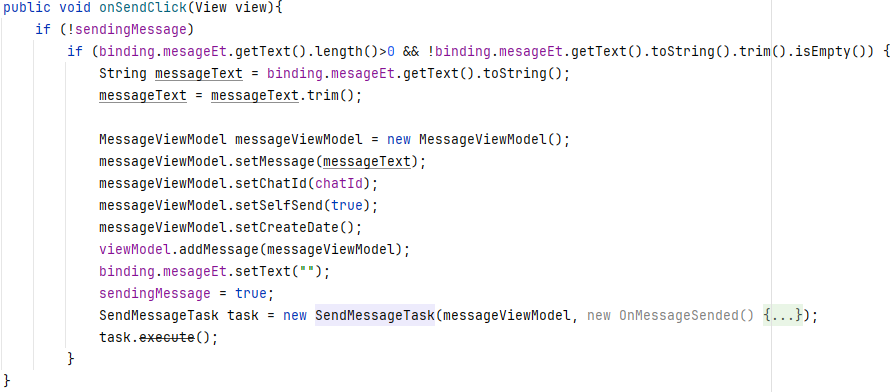 public void onSendClick(View view){
    if (!sendingMessage)
        if (binding.mesageEt.getText().length()>0 && !binding.mesageEt.getText().toString().trim().isEmpty()) {
            String messageText = binding.mesageEt.getText().toString();
            messageText = messageText.trim();

            MessageViewModel messageViewModel = new MessageViewModel();
            messageViewModel.setMessage(messageText);
            messageViewModel.setChatId(chatId);
            messageViewModel.setSelfSend(true);
            messageViewModel.setCreateDate();
            viewModel.addMessage(messageViewModel);
            binding.mesageEt.setText("");
            sendingMessage = true;
            SendMessageTask task = new SendMessageTask(messageViewModel, new OnMessageSended() {...});
            task.execute();
        }
}